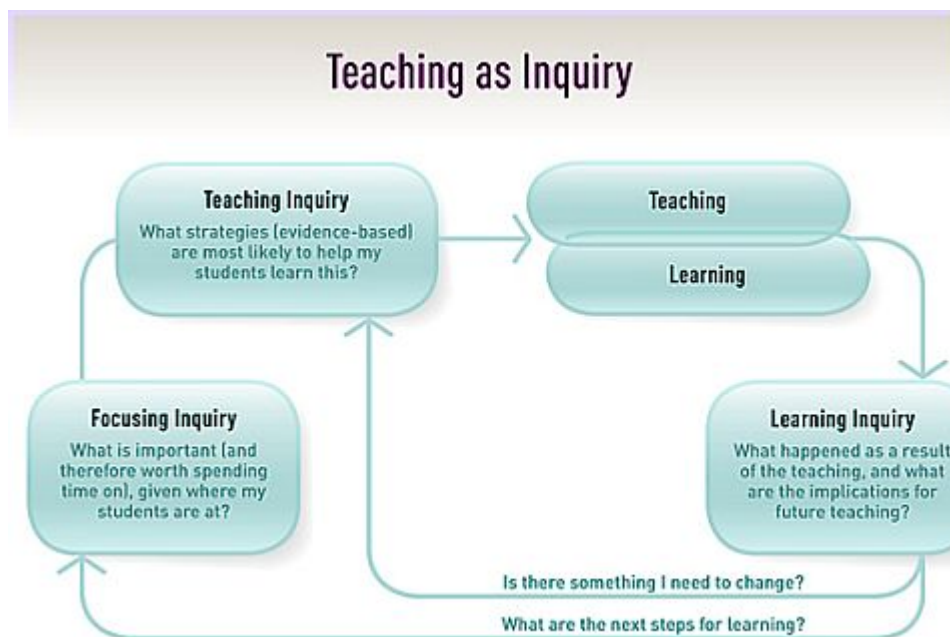 Teaching as Inquiry
Teaching Inquiry
What strategies (evidence-based)
are most likely to help my
students learn this?
Teaching
Learning
Focusing Inquiry
What is important (and
therefore worth spending
time on), given where my
students are at?
Learning Inquiry
What happened as a result
of the teaching, and what
are the implications for
future teaching?
Is there something I need to change?
What are the next steps for learning?